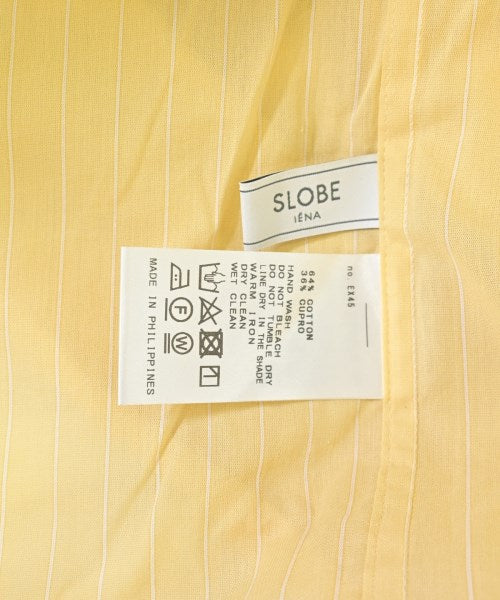 SLOBE
IÉNA
no. EX45
64% COTTON
36% CUPRO
HAND WASH
DO NOT BLEACH
DO NOT TUMBLE DRY
LINE DRY IN THE SHADE
WARM IRON
DRY CLEAN
WET CLEAN
F W
MADE IN PHILIPPINES